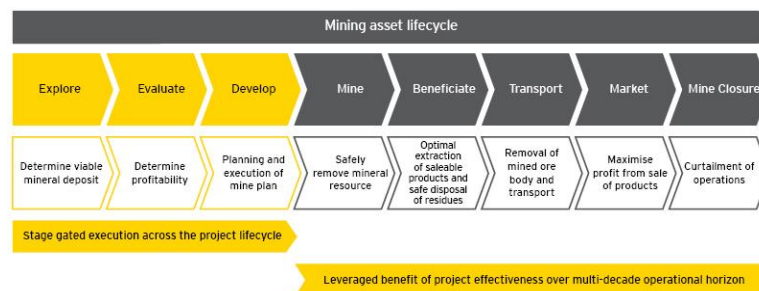 Mining asset lifecycle
Explore
Evaluate
Develop
Mine
Beneficiate
Transport
Market
Mine Closure
Determine viable
mineral deposit
Determine
profitability
Planning and
execution of
mine plan
Safely
remove mineral
resource
Optimal
extraction
of saleable
products and
safe disposal
of residues
Removal of
mined ore
body and
transport
Maximise
profit from sale
of products
Curtailment of
operations
Stage gated execution across the project lifecycle
Leveraged benefit of project effectiveness over multi-decade operational horizon